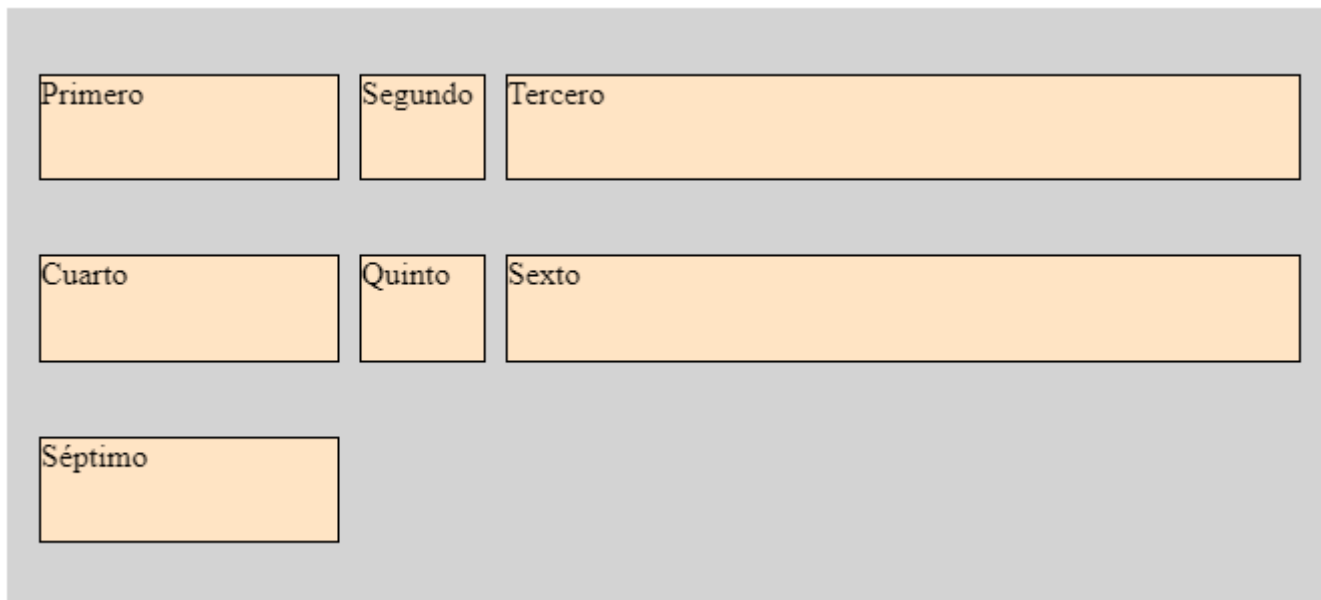 Primero
Segundo
Tercero
Cuarto
Quinto
Sexto
Séptimo